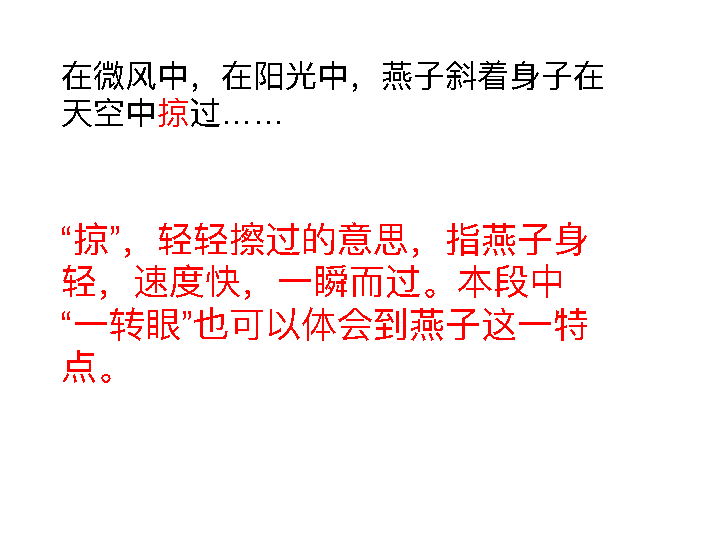 在微风中，在阳光中，燕子斜着身子在
天空中掠过……
“掠”，轻轻擦过的意思，指燕子身
轻，速度快，一瞬而过。本段中
“一转眼”也可以体会到燕子这一特
点。